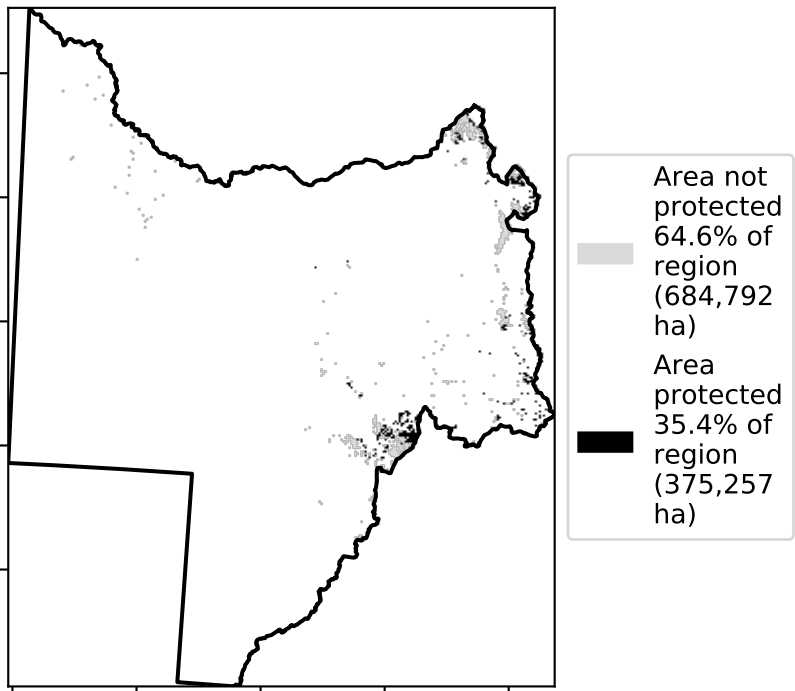 Area not
protected
64.6% of
region
(684,792
ha)
Area
protected
35.4% of
region
(375,257
ha)